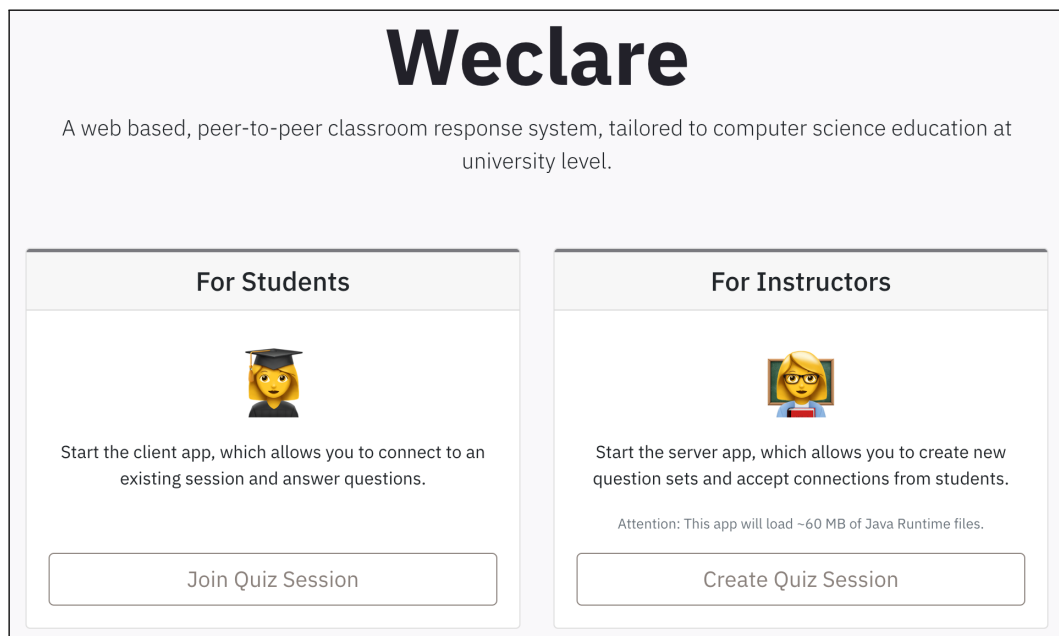 Weclare
A web based, peer-to-peer classroom response system, tailored to computer science education at
university level.
For Students
Start the client app, which allows you to connect to an
existing session and answer questions.
Join Quiz Session
For Instructors
Start the server app, which allows you to create new
question sets and accept connections from students.
Attention: This app will load ~60 MB of Java Runtime files.
Create Quiz Session